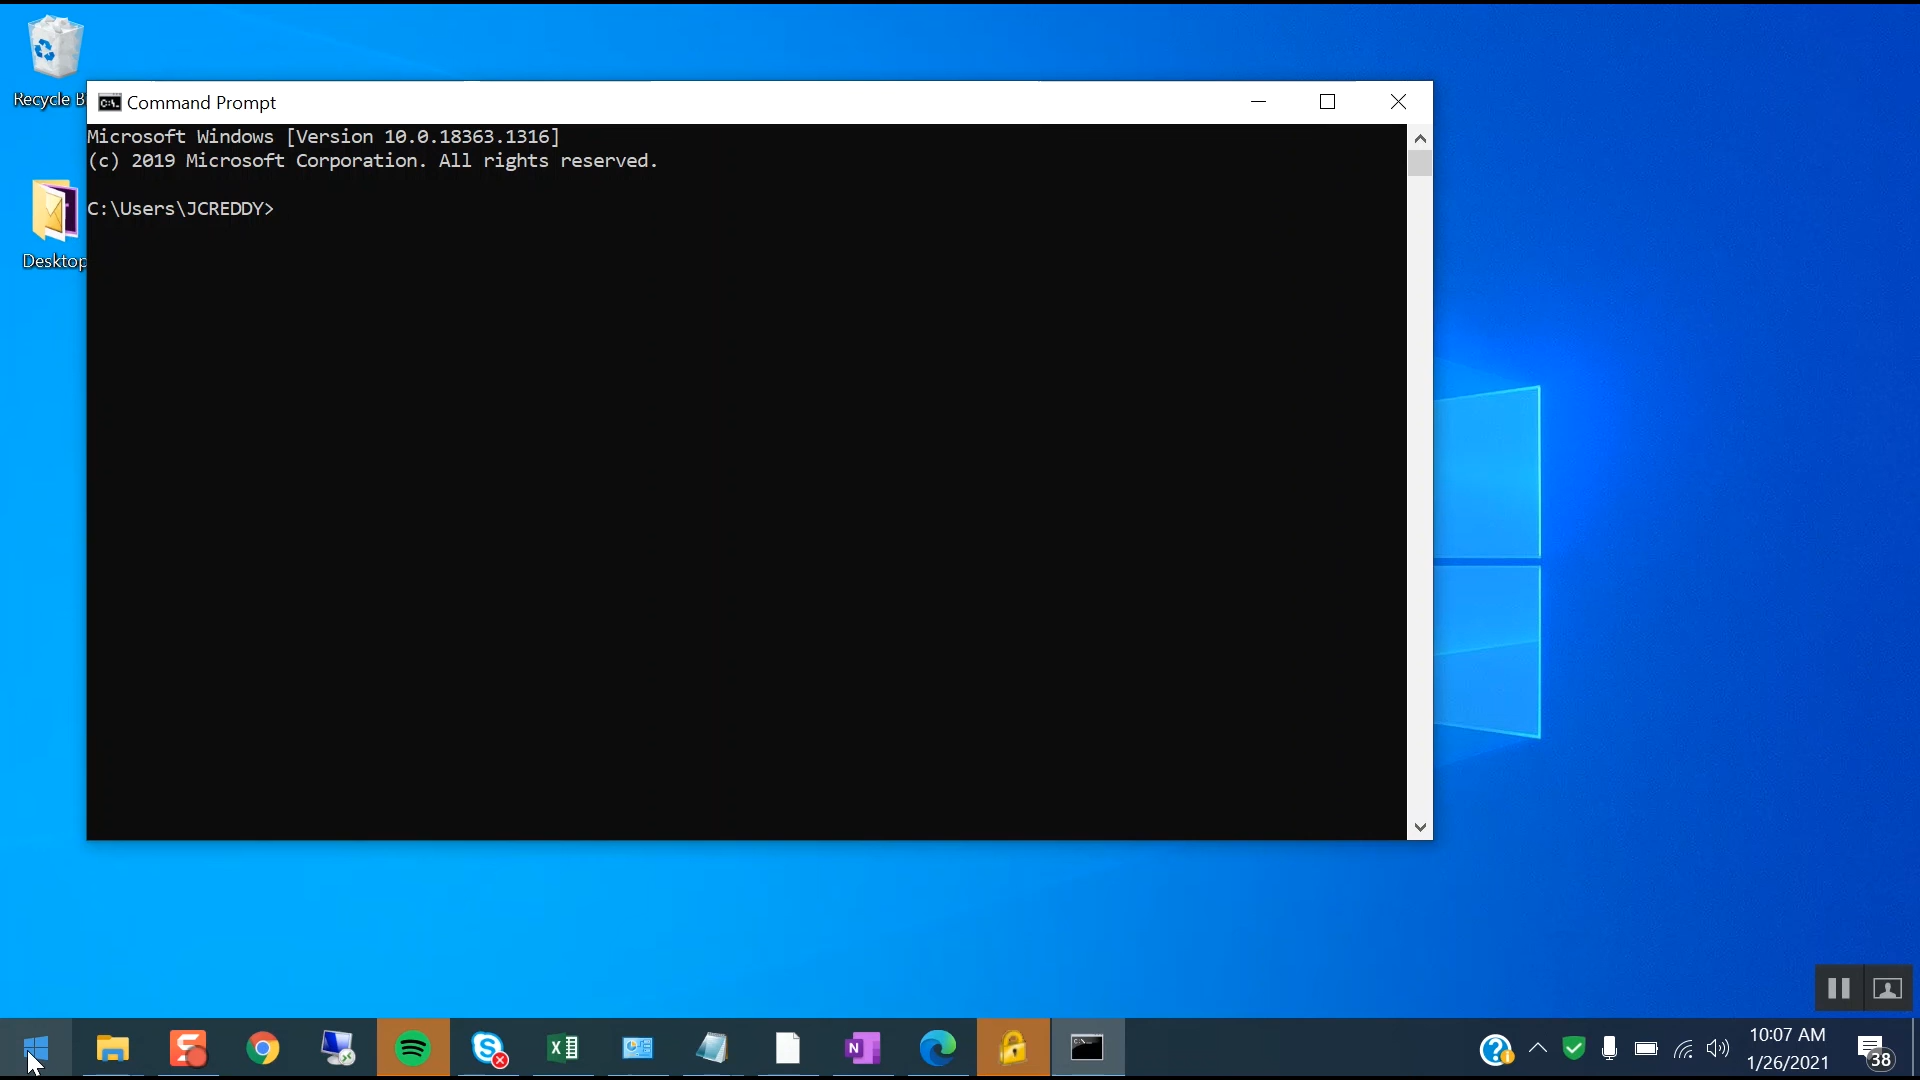 Recycle B
Command Prompt
Microsoft Windows [Version 10.0.18363.1316]
(c) 2019 Microsoft Corporation. All rights reserved.
C:\Users\JCREDDY>
Desktop
10:07 AM
1/26/2021
38